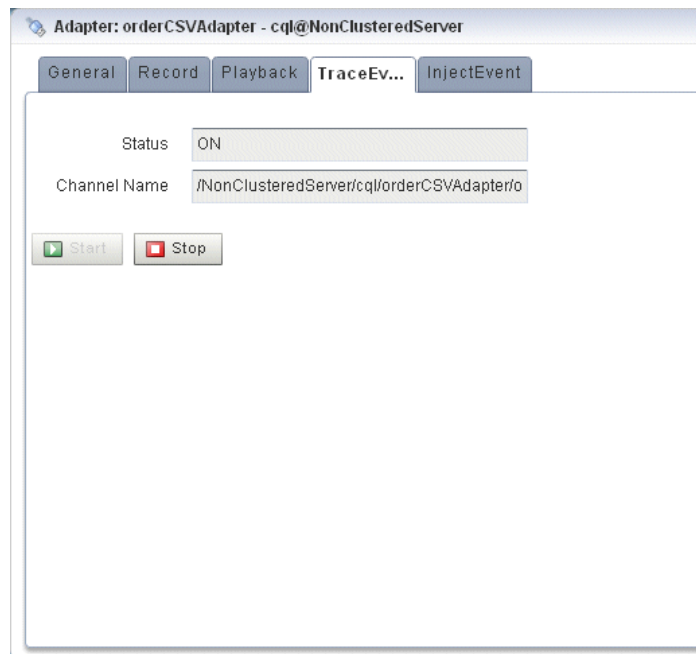 Adapter: orderCSVAdapter - cql@NonClusteredServer
General Record Playback TraceEv... InjectEvent
Status ON
Channel Name /NonClusteredServer/cql/orderCSVAdapter/o
Start Stop